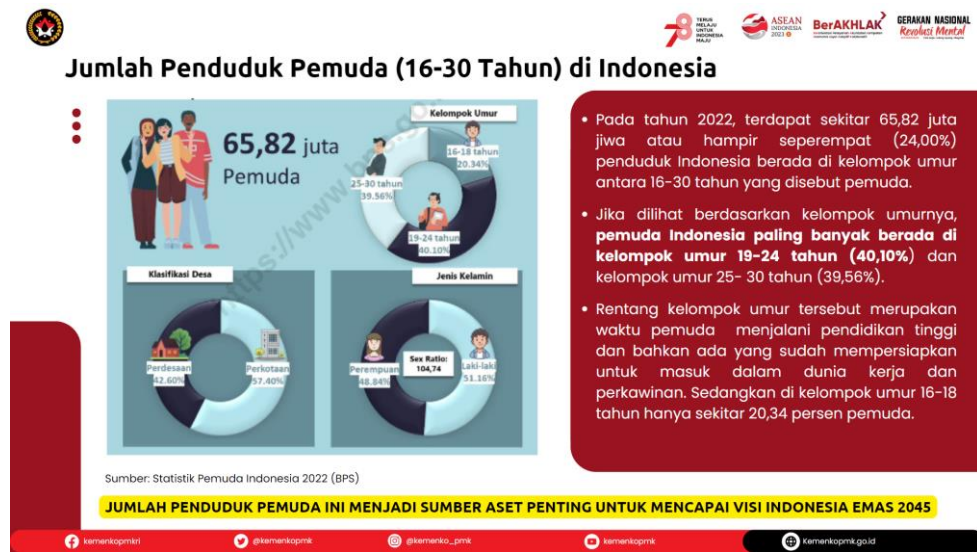 TERUS
MELAJU
UNTUK
INDONESIA
MAJU
ASEAN
INDONESIA
2023
BerAKHLAK
GERAKAN NASIONAL
Revolusi Mental
Jumlah Penduduk Pemuda (16-30 Tahun) di Indonesia
65,82 juta
Pemuda
Kelompok Umur
16-18 tahun
20.34%
25-30 tahun
39.56%
19-24 tahun
40.10%
Klasifikasi Desa
Perdesaan
42.60%
Perkotaan
57.40%
Jenis Kelamin
Perempuan
48.84%
Sex Ratio:
104,74
Laki-laki
51.16%
• Pada tahun 2022, terdapat sekitar 65,82 juta
jiwa atau hampir seperempat (24,00%)
penduduk Indonesia berada di kelompok umur
antara 16-30 tahun yang disebut pemuda.
• Jika dilihat berdasarkan kelompok umurnya,
pemuda Indonesia paling banyak berada di
kelompok umur 19-24 tahun (40,10%) dan
kelompok umur 25- 30 tahun (39,56%).
• Rentang kelompok umur tersebut merupakan
waktu pemuda menjalani pendidikan tinggi
dan bahkan ada yang sudah mempersiapkan
untuk masuk dalam dunia kerja dan
perkawinan. Sedangkan di kelompok umur 16-18
tahun hanya sekitar 20,34 persen pemuda.
Sumber: Statistik Pemuda Indonesia 2022 (BPS)
JUMLAH PENDUDUK PEMUDA INI MENJADI SUMBER ASET PENTING UNTUK MENCAPAI VISI INDONESIA EMAS 2045
kemenkopmkri
@kemenkopmk
@kemenko_pmk
kemenkopmk
Kemenkopmk.go.id